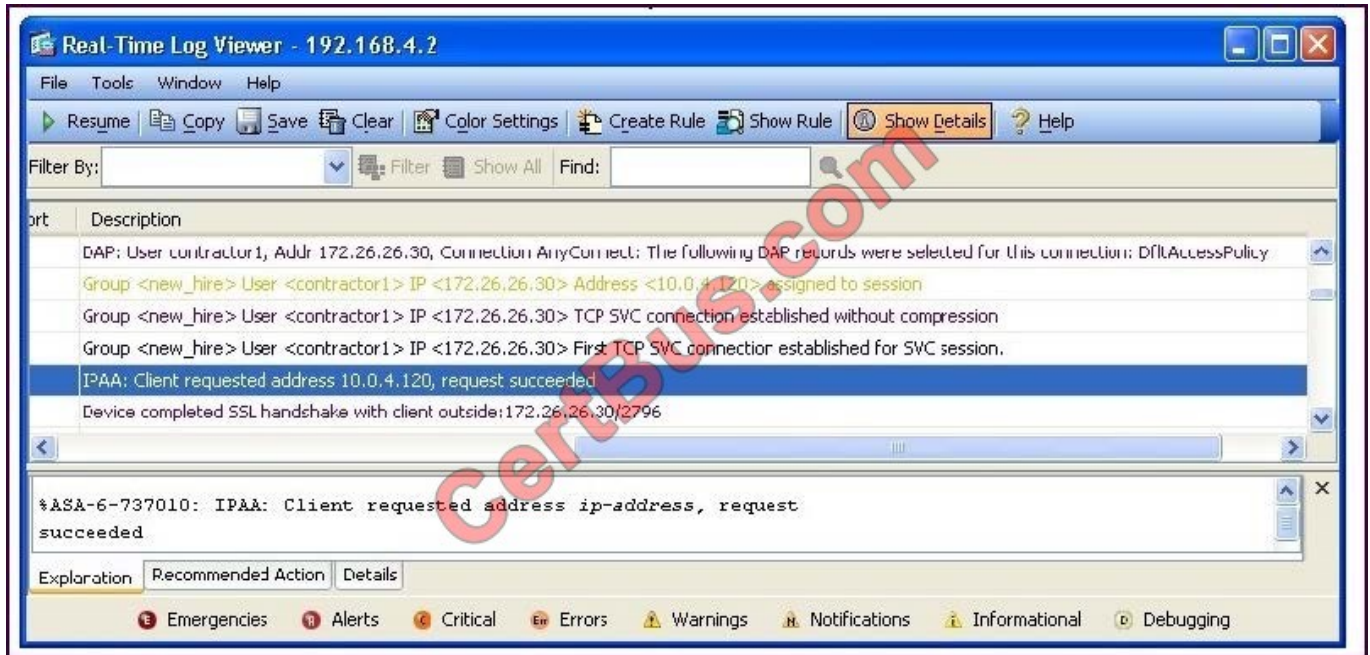 Real-Time Log Viewer - 192.168.4.2
File Tools Window Help
Resume Copy Save Clear Color Settings Create Rule Show Rule Show Details Help
Filter By: Filter Show All Find:
ort Description
DAP: User contractor1, Addr 172.26.26.30, Connection AnyConnect: The following DAP records were selected for this connection: DfltAccessPolicy
Group <new_hire> User <contractor1> IP <172.26.26.30> Address <10.0.4.120> assigned to session
Group <new_hire> User <contractor1> IP <172.26.26.30> TCP SVC connection established without compression
Group <new_hire> User <contractor1> IP <172.26.26.30> First TCP SVC connection established for SVC session.
IPAA: Client requested address 10.0.4.120, request succeeded
Device completed SSL handshake with client outside:172.26.26.30/2796
%ASA-6-737010: IPAA: Client requested address ip-address, request
succeeded
Explanation Recommended Action Details
Emergencies Alerts Critical Errors Warnings Notifications Informational Debugging
CertBus.com